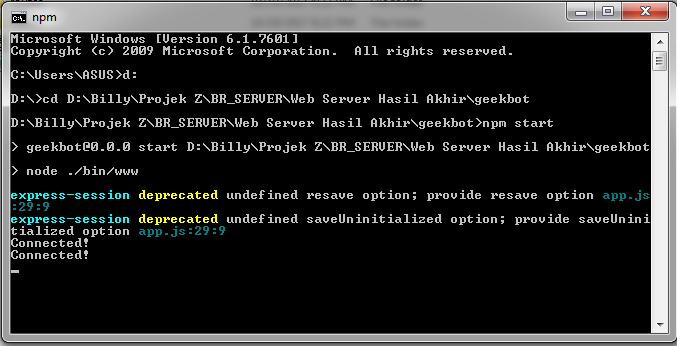 npm
Microsoft Windows [Version 6.1.7601]
Copyright (c) 2009 Microsoft Corporation.  All rights reserved.
C:\Users\ASUS>d:
D:\>cd D:\Billy\Projek Z\BR_SERVER\Web Server Hasil Akhir\geekbot
D:\Billy\Projek Z\BR_SERVER\Web Server Hasil Akhir\geekbot>npm start
> geekbot@0.0.0 start D:\Billy\Projek Z\BR_SERVER\Web Server Hasil Akhir\geekbot
> node ./bin/www
express-session deprecated undefined resave option; provide resave option app.js
:29:9
express-session deprecated undefined saveUninitialized option; provide saveUnini
tialized option app.js:29:9
Connected!
Connected!